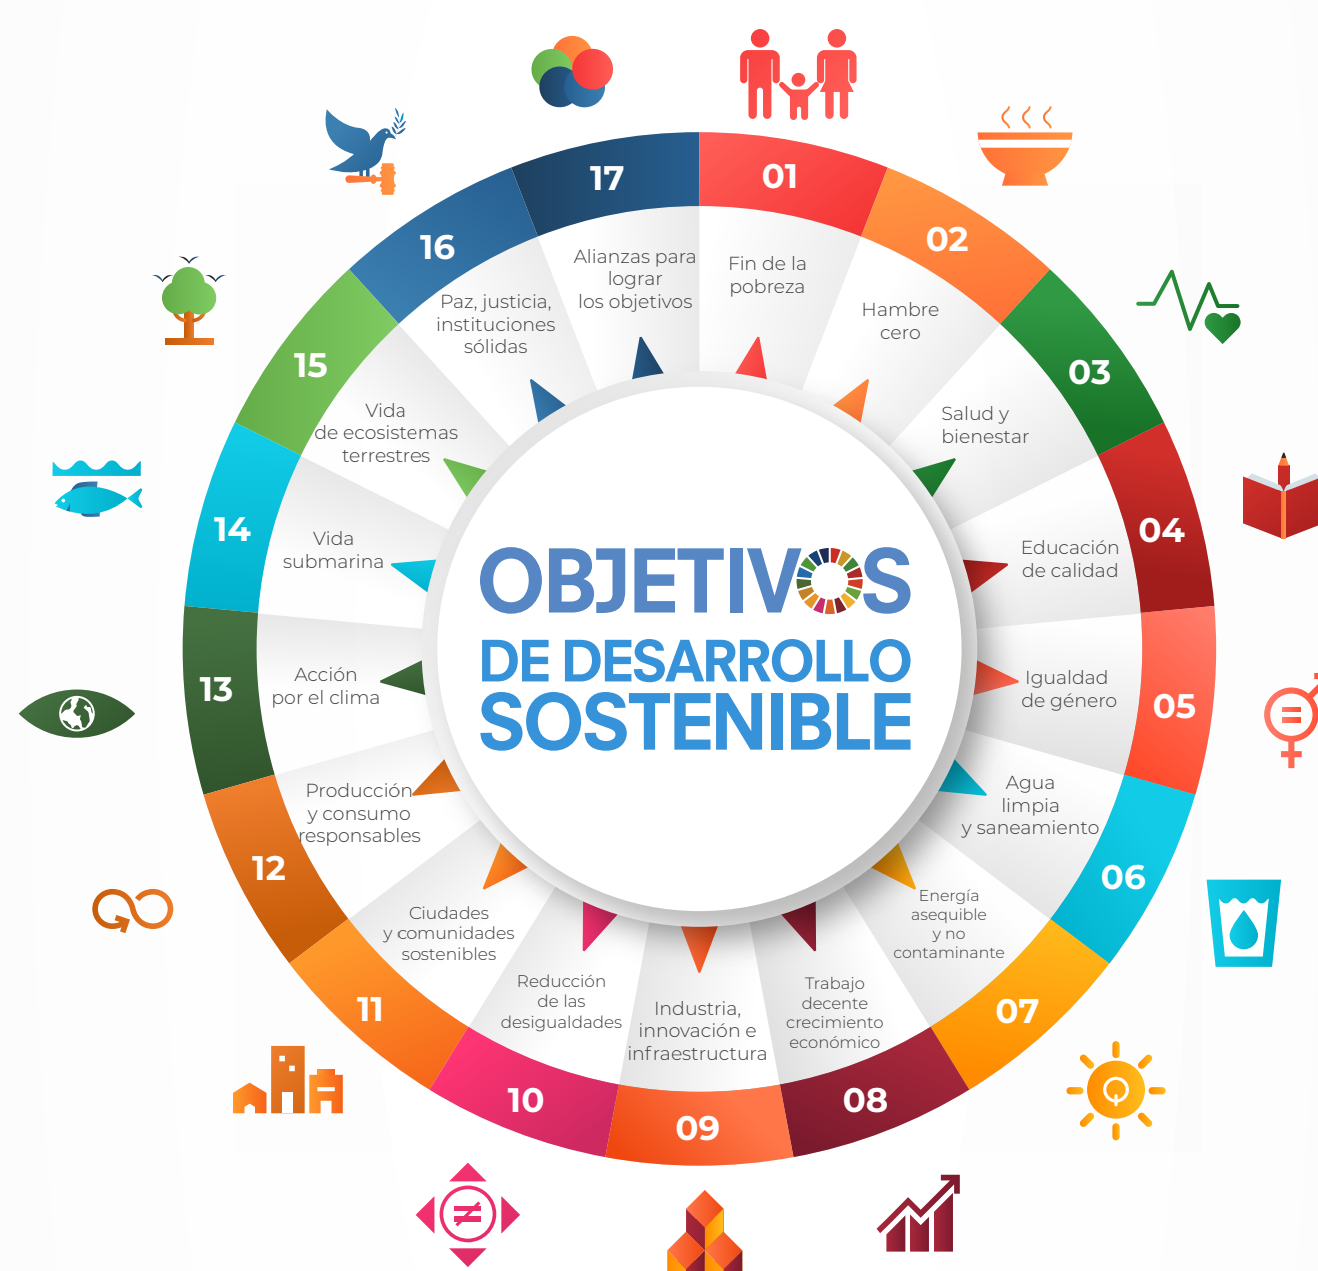 OBJETIVOS
DE DESARROLLO
SOSTENIBLE
01
Fin de la
pobreza
02
Hambre
cero
03
Salud y
bienestar
04
Educación
de calidad
05
Igualdad
de género
06
Agua
limpia
y saneamiento
07
Energía
asequible
y no
contaminante
08
Trabajo
decente
crecimiento
económico
09
Industria,
innovación e
infraestructura
10
Reducción
de las
desigualdades
11
Ciudades
y comunidades
sostenibles
12
Producción
y consumo
responsables
13
Acción
por el clima
14
Vida
submarina
15
Vida
de ecosistemas
terrestres
16
Paz, justicia,
instituciones
sólidas
17
Alianzas para
lograr
los objetivos